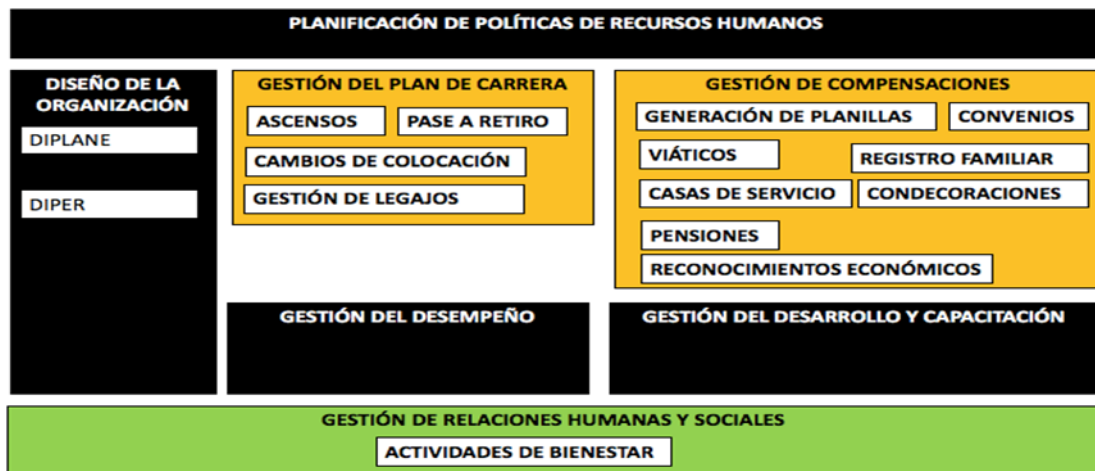 PLANIFICACIÓN DE POLÍTICAS DE RECURSOS HUMANOS
DISEÑO DE LA
ORGANIZACIÓN
DIPLANE
DIPER
GESTIÓN DEL PLAN DE CARRERA
ASCENSOS
PASE A RETIRO
CAMBIOS DE COLOCACIÓN
GESTIÓN DE LEGAJOS
GESTIÓN DE COMPENSACIONES
GENERACIÓN DE PLANILLAS
CONVENIOS
VIÁTICOS
REGISTRO FAMILIAR
CASAS DE SERVICIO
CONDECORACIONES
PENSIONES
RECONOCIMIENTOS ECONÓMICOS
GESTIÓN DEL DESEMPEÑO
GESTIÓN DEL DESARROLLO Y CAPACITACIÓN
GESTIÓN DE RELACIONES HUMANAS Y SOCIALES
ACTIVIDADES DE BIENESTAR